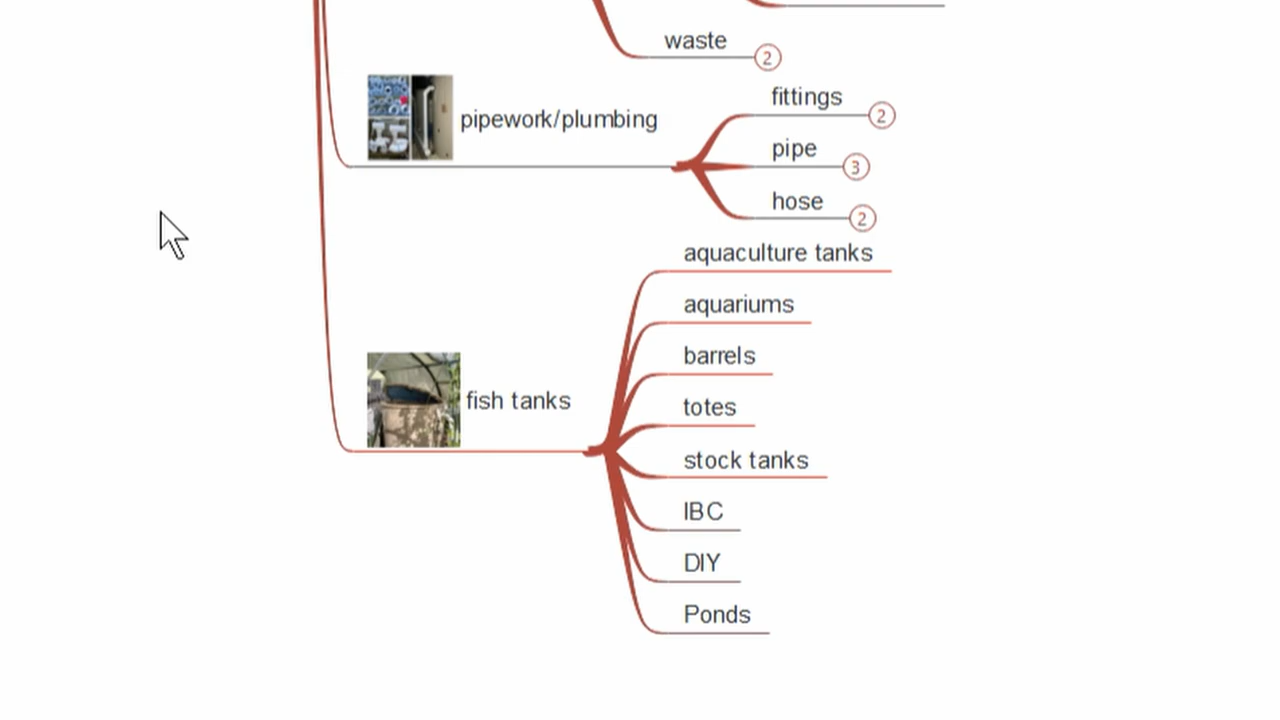 waste
2
fittings
2
pipework/plumbing
pipe
3
hose
2
aquaculture tanks
aquariums
barrels
fish tanks
totes
stock tanks
IBC
DIY
Ponds